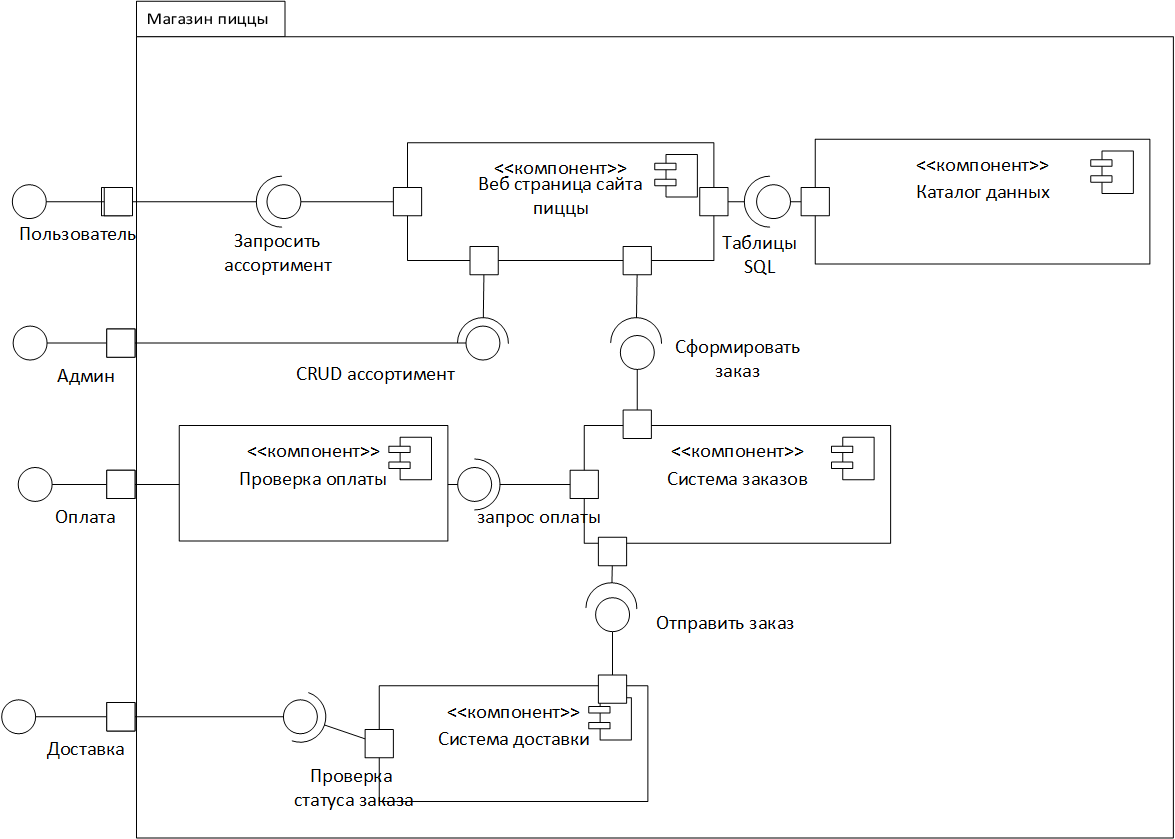 Магазин пиццы
<<компонент>>
Веб страница сайта
пиццы
<<компонент>>
Каталог данных
Пользователь
Запросить
ассортимент
Таблицы
SQL
Админ
CRUD ассортимент
Сформировать
заказ
<<компонент>>
Проверка оплаты
<<компонент>>
Система заказов
Оплата
запрос оплаты
Отправить заказ
<<компонент>>
Система доставки
Доставка
Проверка
статуса заказа